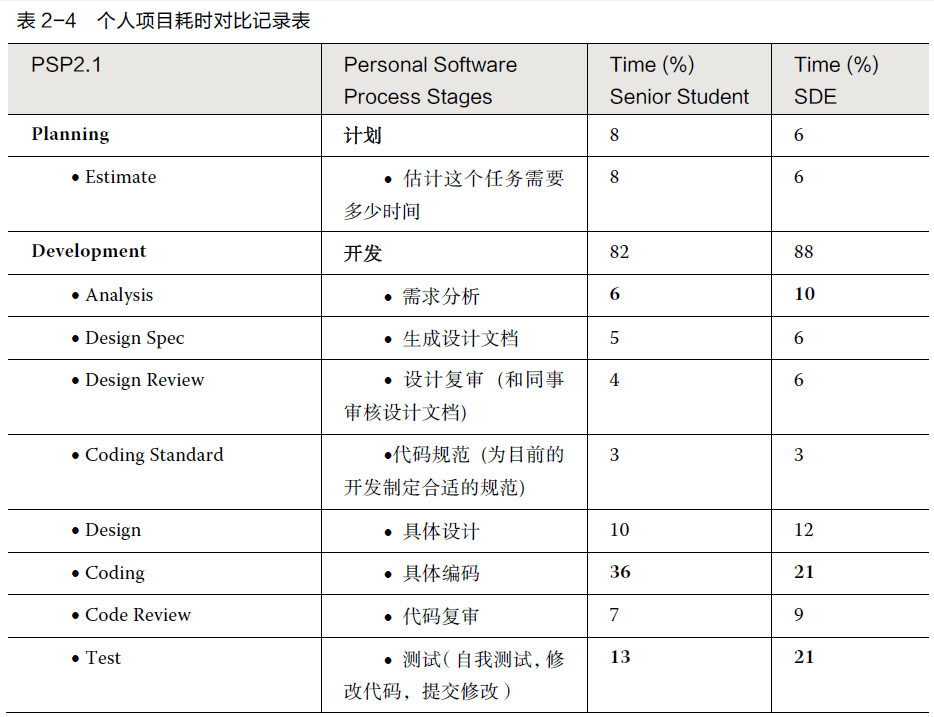 表 2-4 个人项目耗时对比记录表
PSP2.1 Personal Software Process Stages Time (%) Senior Student Time (%) SDE
Planning 计划 8 6
• Estimate • 估计这个任务需要多少时间 8 6
Development 开发 82 88
• Analysis • 需求分析 6 10
• Design Spec • 生成设计文档 5 6
• Design Review • 设计复审（和同事审核设计文档） 4 6
• Coding Standard •代码规范（为目前的开发制定合适的规范） 3 3
• Design • 具体设计 10 12
• Coding • 具体编码 36 21
• Code Review • 代码复审 7 9
• Test • 测试（自我测试，修改代码，提交修改） 13 21